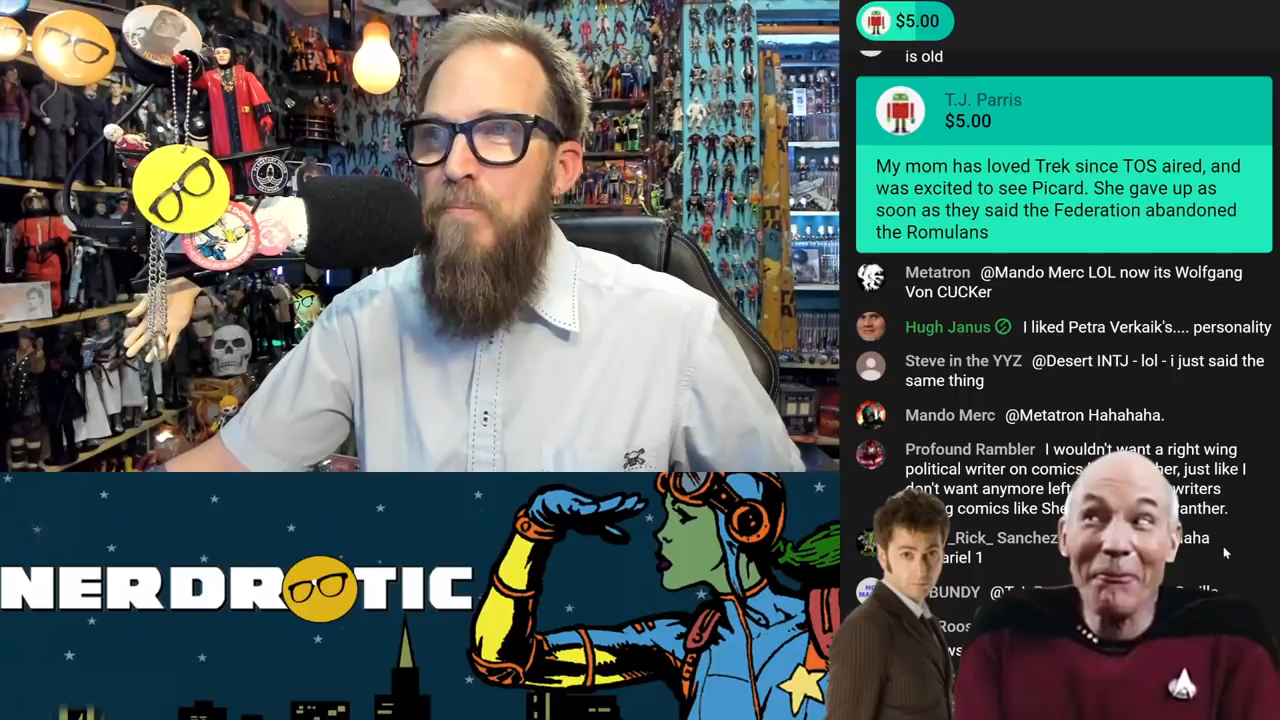 $5.00
is old
T.J. Parris
$5.00
My mom has loved Trek since TOS aired, and
was excited to see Picard. She gave up as
soon as they said the Federation abandoned
the Romulans
Metatron @Mando Merc LOL now its Wolfgang
Von CUCKer
Hugh Janus I liked Petra Verkaik's.... personality
Steve in the YYZ @Desert INTJ - lol - i just said the
same thing
Mando Merc @Metatron Hahahaha.
Profound Rambler I wouldn't want a right wing
political writer on comics
just like I
don't want anymore
writers
comics like
_Rick_ Sanchez
BUNDY
NERDROTIC